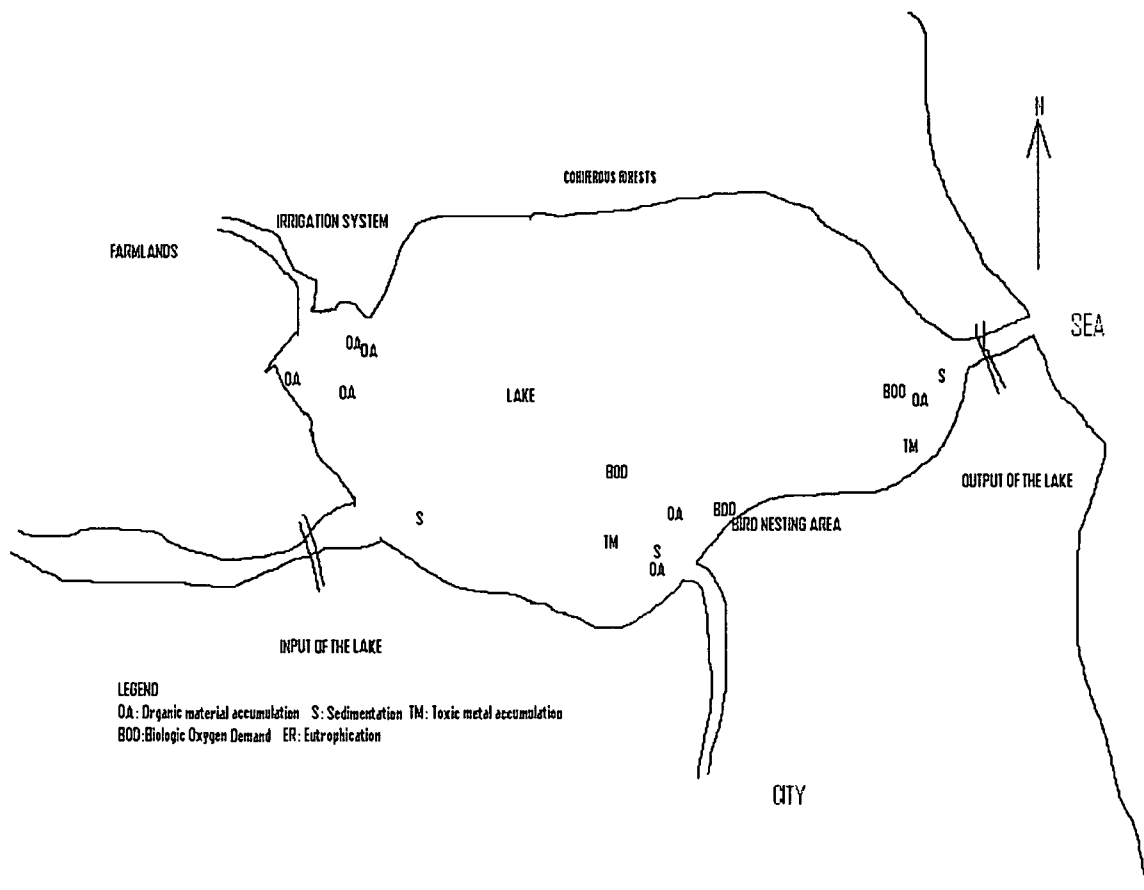 N
CONIFEROUS FORESTS
IRRIGATION SYSTEM
FARMLANDS
SEA
OA
OA
OA
OA
LAKE
S
BOD
OA
TM
BOD
OUTPUT OF THE LAKE
OA
BOD
S
BIRD NESTING AREA
TM
S
OA
INPUT OF THE LAKE
LEGEND
OA: Organic material accumulation S: Sedimentation TM: Toxic metal accumulation
BOD:Biologic Oxygen Demand ER: Eutrophication
CITY